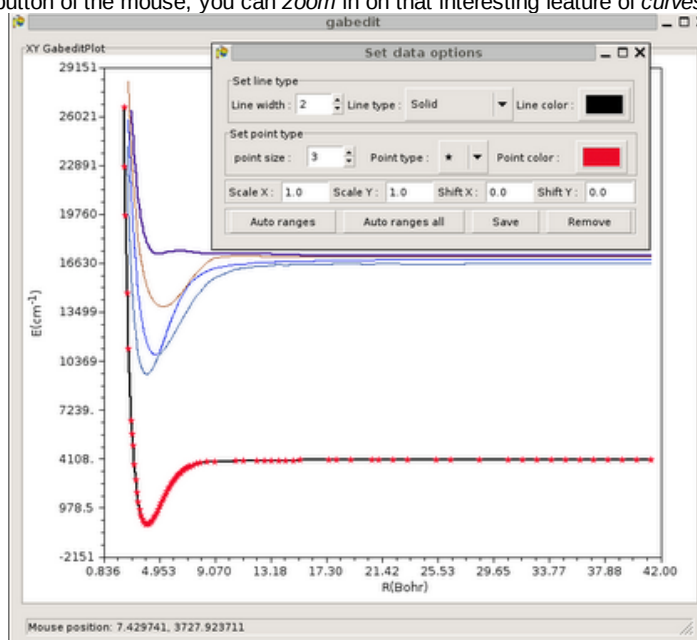 button of the mouse, you can zoom in on that interesting feature of curves
gabedit
XY GabeditPlot
Set data options
Set line type
Line width : 2 Line type : Solid Line color :
Set point type
point size : 3 Point type : ★ Point color :
Scale X : 1.0 Scale Y : 1.0 Shift X : 0.0 Shift Y : 0.0
Auto ranges Auto ranges all Save Remove
29151
26021
22891
19760
16630
13499
10369
7239.
4108.
978.5
-2151
E(cm-1)
0.836 4.953 9.070 13.18 17.30 21.42 25.53 29.65 33.77 37.88 42.00
R(Bohr)
Mouse position: 7.429741, 3727.923711